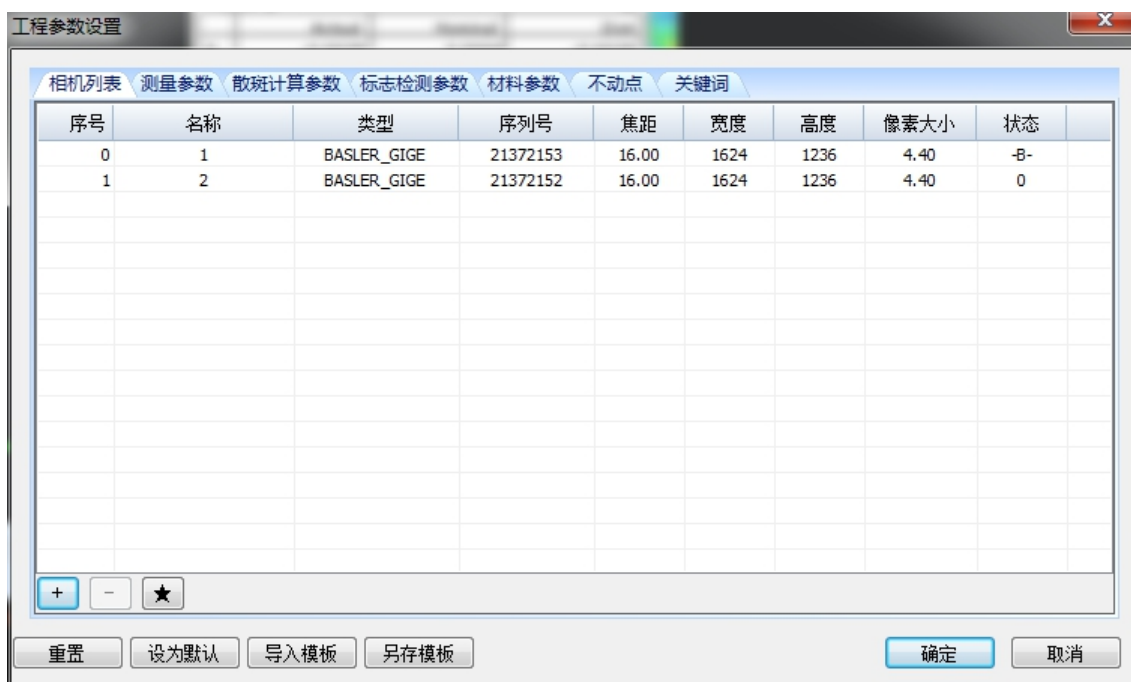 工程参数设置
相机列表 测量参数 散斑计算参数 标志检测参数 材料参数 不动点 关键词
序号 名称 类型 序列号 焦距 宽度 高度 像素大小 状态
0 1 BASLER_GIGE 21372153 16.00 1624 1236 4.40 -B-
1 2 BASLER_GIGE 21372152 16.00 1624 1236 4.40 0
+ - ★
重置 设为默认 导入模板 另存模板 确定 取消